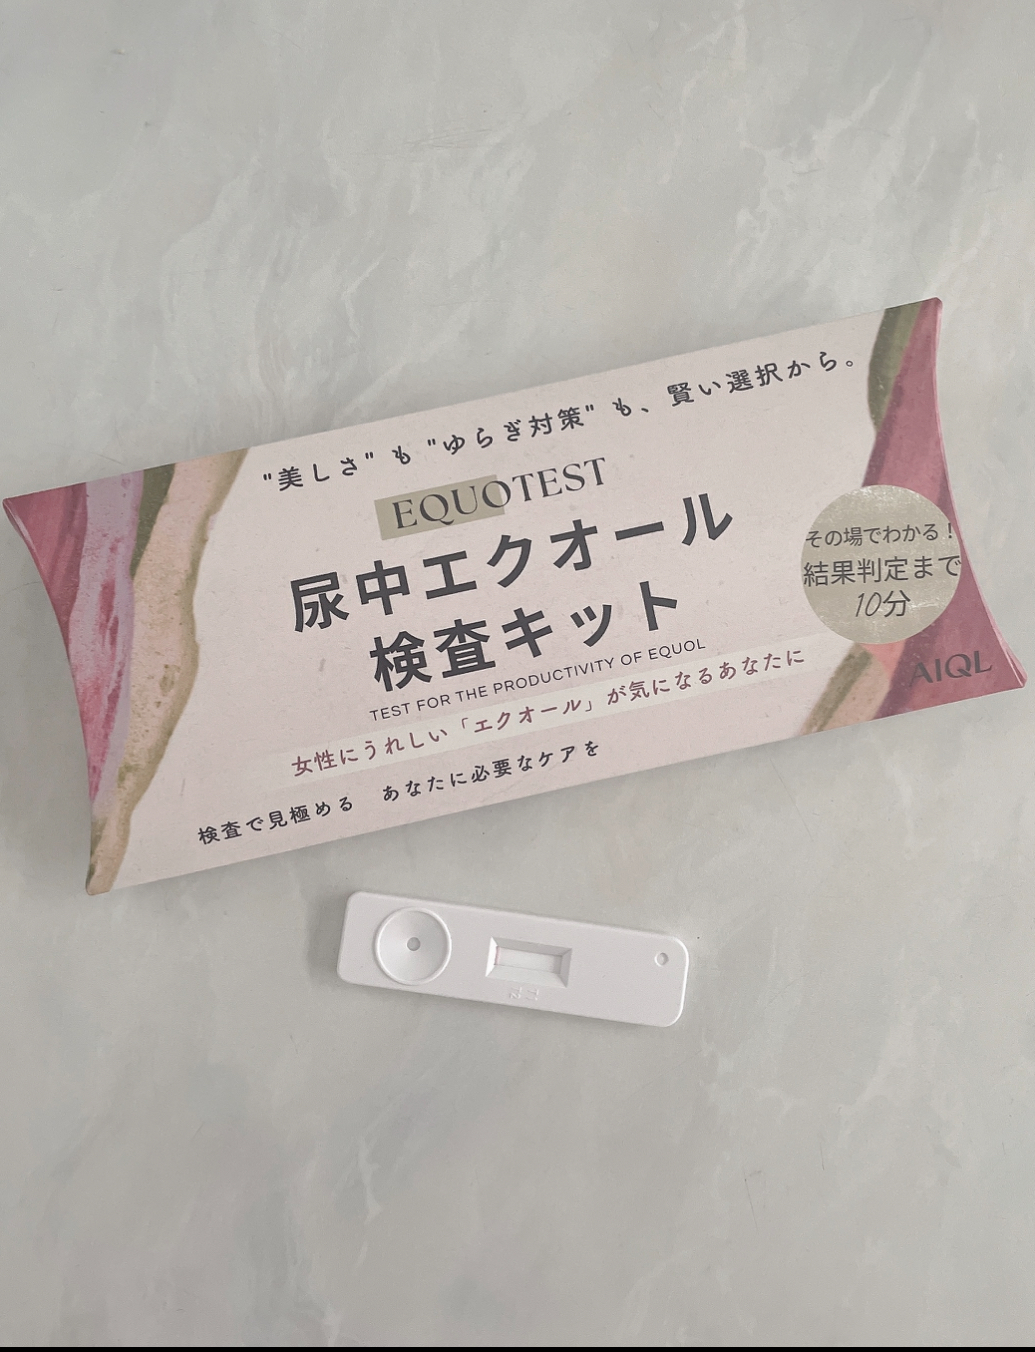 "美しさ" も "ゆらぎ対策" も、賢い選択から。
EQUOTEST
尿中エクオール
検査キット
TEST FOR THE PRODUCTIVITY OF EQUOL
女性にうれしい「エクオール」が気になるあなたに
検査で見極める あなたに必要なケアを
その場でわかる！
結果判定まで
10分
AIQL